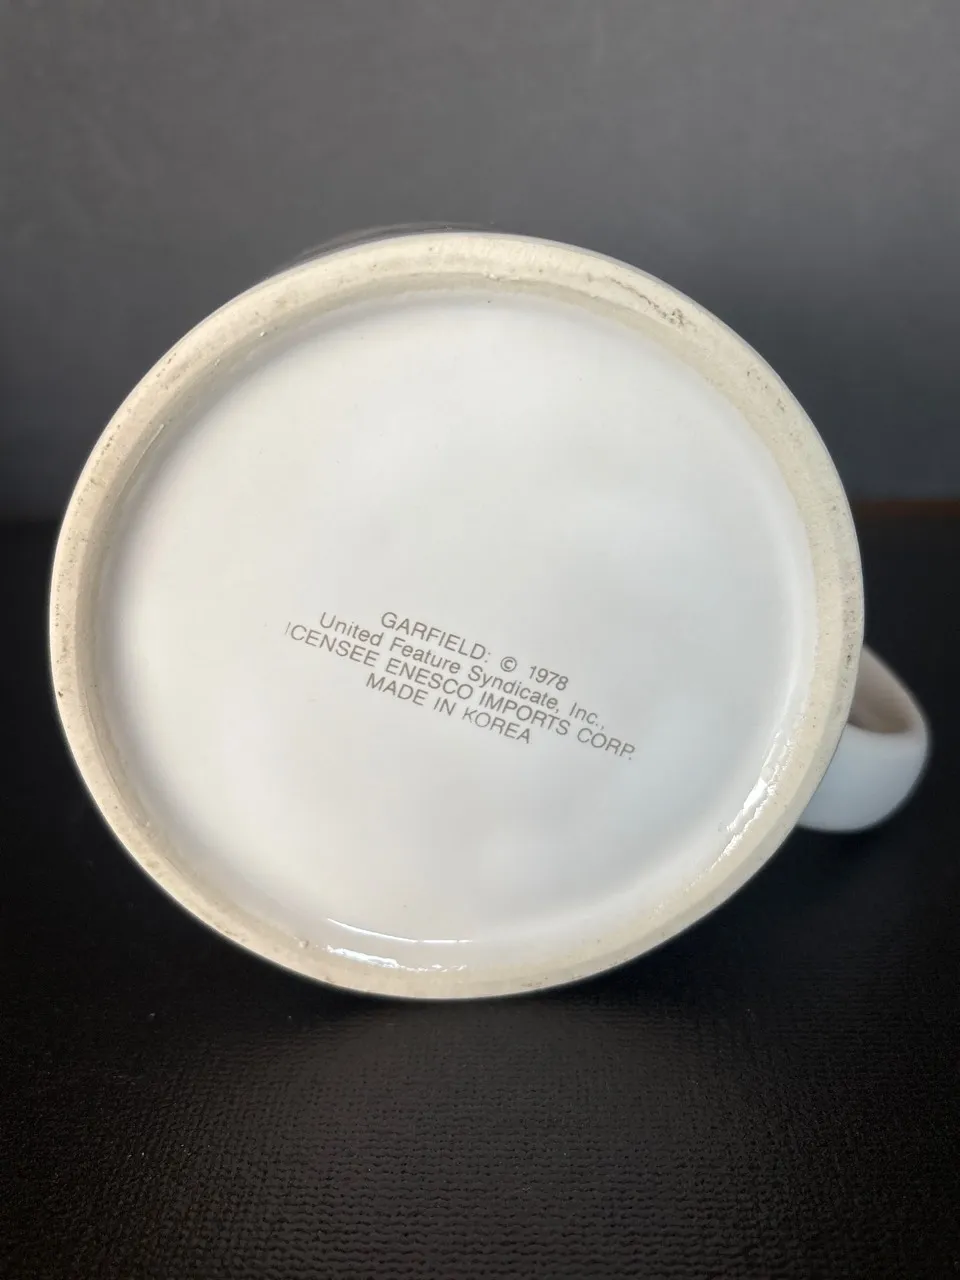 GARFIELD: © 1978
United Feature Syndicate, Inc.,
ICENSEE ENESCO IMPORTS CORP.
MADE IN KOREA